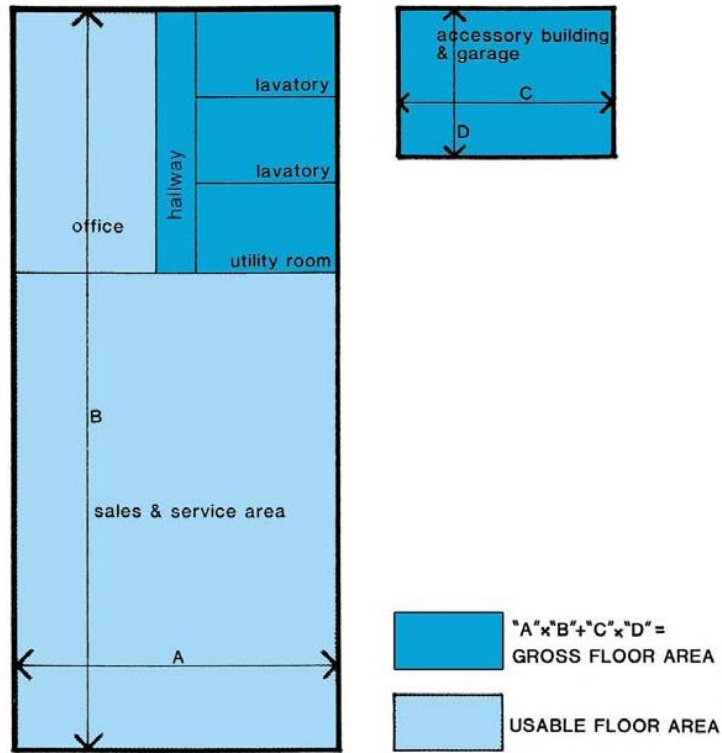 accessory building
& garage
C
D
lavatory
lavatory
hallway
office
utility room
B
sales & service area
A
"A"x"B"+"C"x"D"=
GROSS FLOOR AREA
USABLE FLOOR AREA